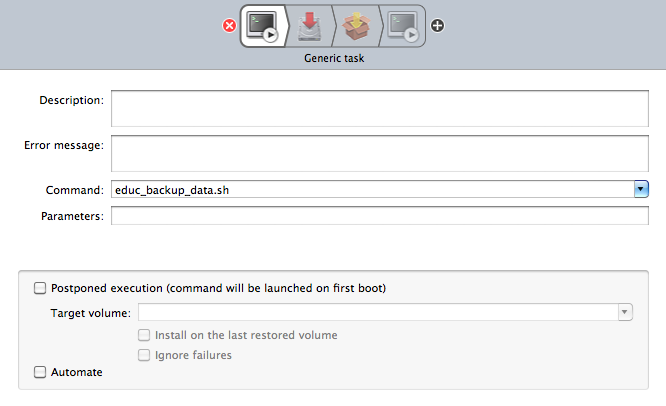 Generic task
Description:
Error message:
Command: educ_backup_data.sh
Parameters:
Postponed execution (command will be launched on first boot)
Target volume:
Install on the last restored volume
Ignore failures
Automate